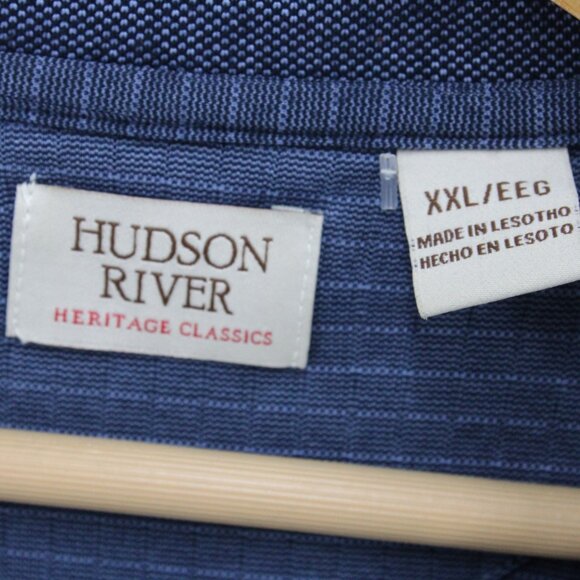 HUDSON
RIVER
HERITAGE CLASSICS
XXL/EEG
MADE IN LESOTHO
HECHO EN LESOTO